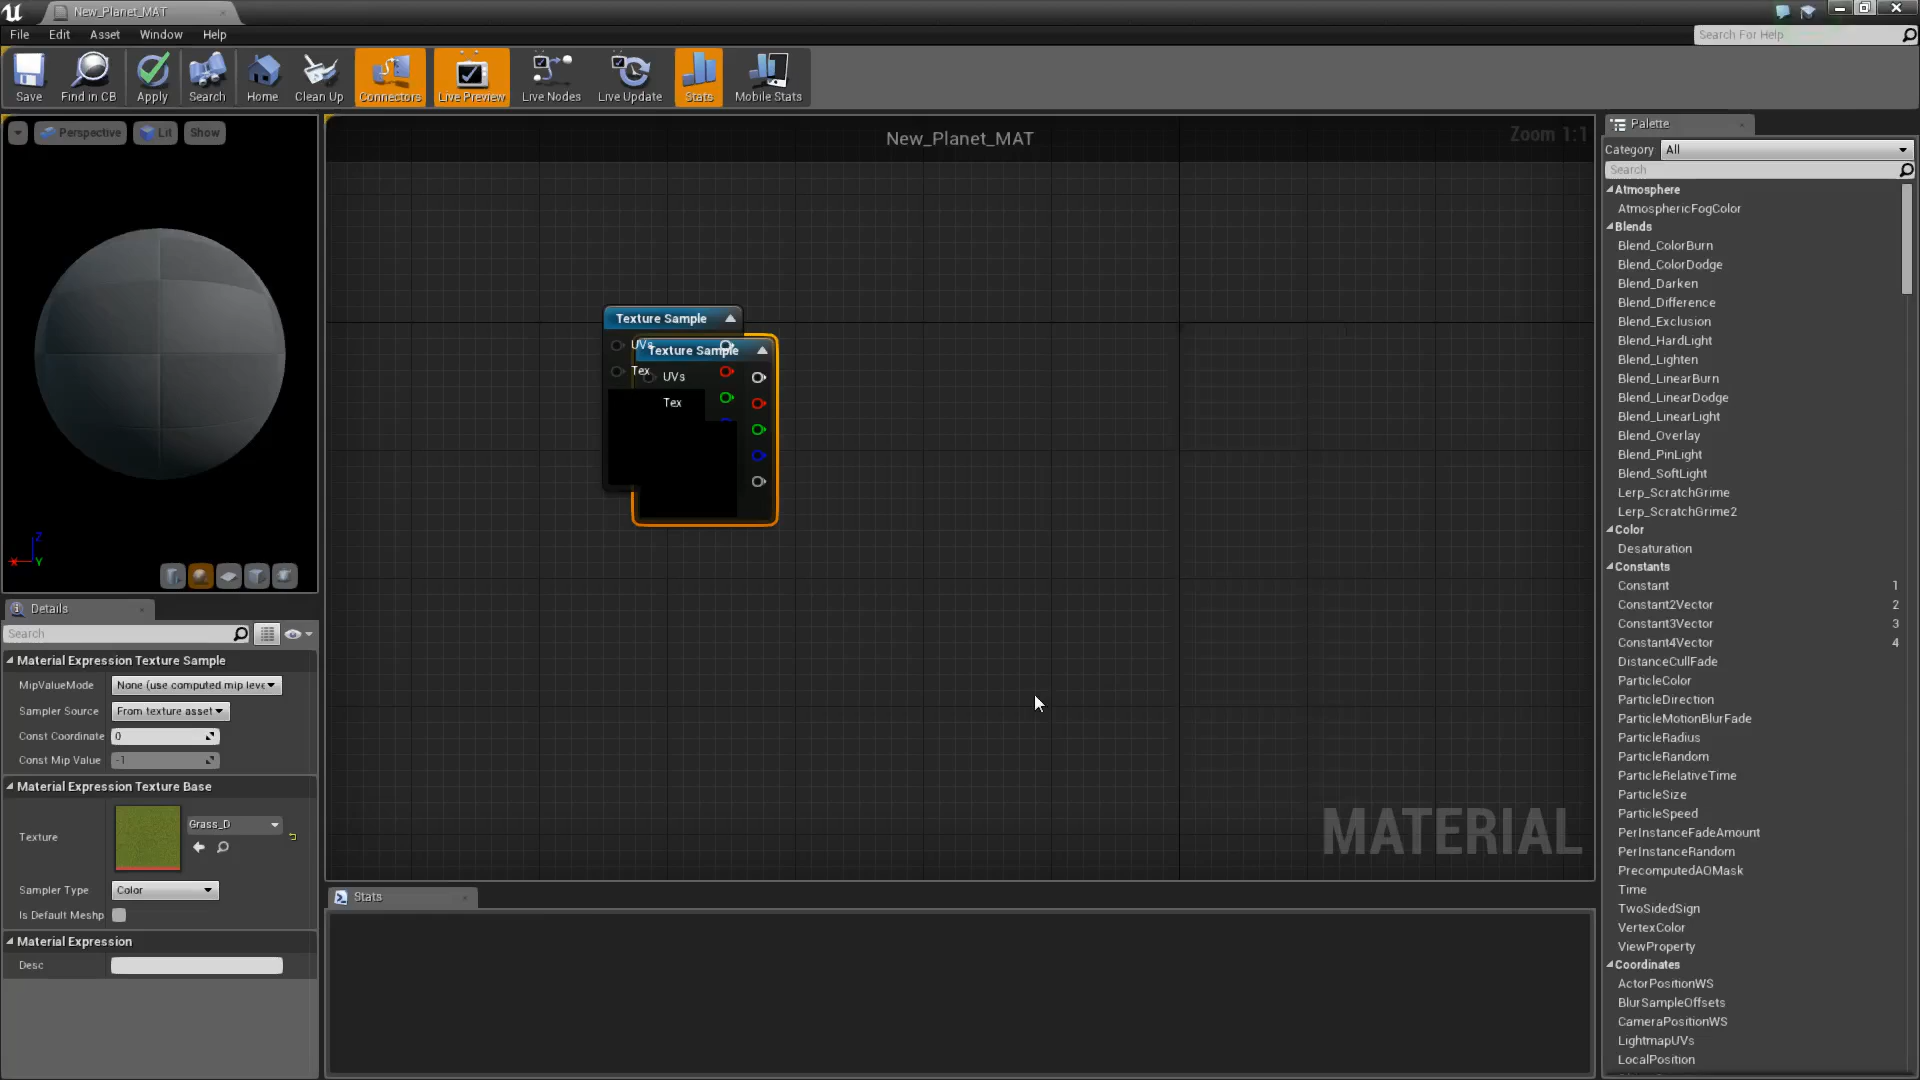 New_Planet_MAT
File Edit Asset Window Help
Search For Help
Save Find in CB Apply Search Home Clean Up Connectors Live Preview Live Nodes Live Update Stats Mobile Stats
Perspective Lit Show
New_Planet_MAT
Zoom 1:1
Texture Sample
UVs
Tex
Texture Sample
UVs
Tex
MATERIAL
Z
X
Y
Details
Search
Material Expression Texture Sample
MipValueMode None (use computed mip leve
Sampler Source From texture asset
Const Coordinate 0
Const Mip Value -1
Material Expression Texture Base
Texture Grass_D
Sampler Type Color
Is Default Meshp
Material Expression
Desc
Stats
Palette
Category All
Search
Atmosphere
AtmosphericFogColor
Blends
Blend_ColorBurn
Blend_ColorDodge
Blend_Darken
Blend_Difference
Blend_Exclusion
Blend_HardLight
Blend_Lighten
Blend_LinearBurn
Blend_LinearDodge
Blend_LinearLight
Blend_Overlay
Blend_PinLight
Blend_SoftLight
Lerp_ScratchGrime
Lerp_ScratchGrime2
Color
Desaturation
Constants
Constant 1
Constant2Vector 2
Constant3Vector 3
Constant4Vector 4
DistanceCullFade
ParticleColor
ParticleDirection
ParticleMotionBlurFade
ParticleRadius
ParticleRandom
ParticleRelativeTime
ParticleSize
ParticleSpeed
PerInstanceFadeAmount
PerInstanceRandom
PrecomputedAOMask
Time
TwoSidedSign
VertexColor
ViewProperty
Coordinates
ActorPositionWS
BlurSampleOffsets
CameraPositionWS
LightmapUVs
LocalPosition